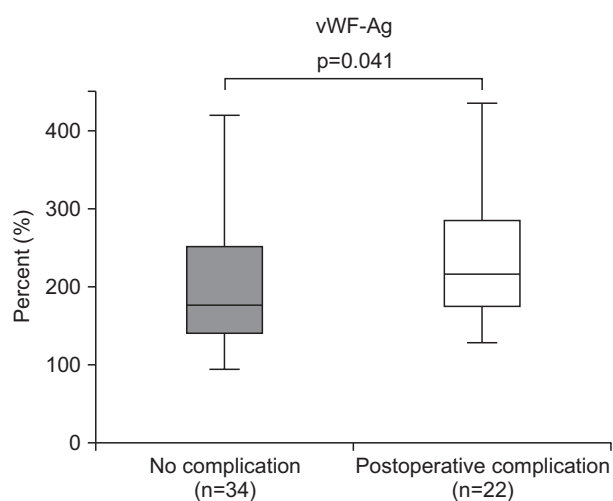 vWF-Ag
p=0.041
Percent (%)
400
300
200
100
0
No complication
(n=34)
Postoperative complication
(n=22)